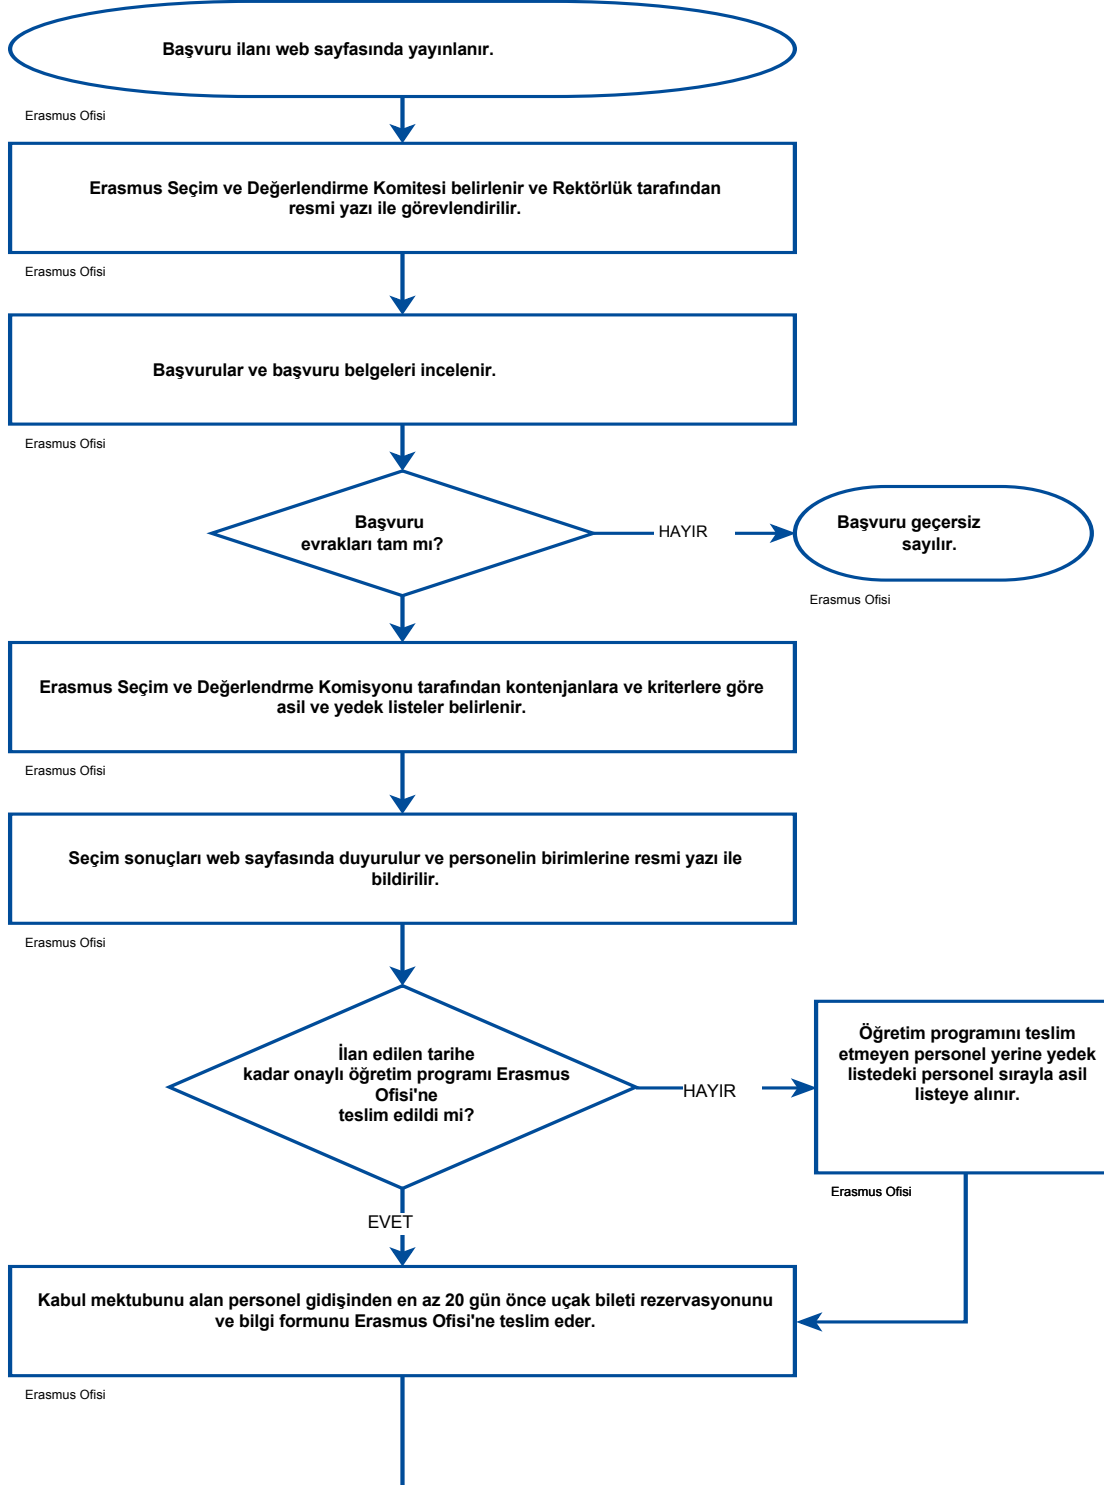 Başvuru ilanı web sayfasında yayınlanır.
Erasmus Ofisi
Erasmus Seçim ve Değerlendirme Komitesi belirlenir ve Rektörlük tarafından
resmi yazı ile görevlendirilir.
Erasmus Ofisi
Başvurular ve başvuru belgeleri incelenir.
Erasmus Ofisi
Başvuru
evrakları tam mı?
HAYIR
Başvuru geçersiz
sayılır.
Erasmus Ofisi
Erasmus Seçim ve Değerlendrme Komisyonu tarafından kontenjanlara ve kriterlere göre
asil ve yedek listeler belirlenir.
Erasmus Ofisi
Seçim sonuçları web sayfasında duyurulur ve personelin birimlerine resmi yazı ile
bildirilir.
Erasmus Ofisi
İlan edilen tarihe
kadar onaylı öğretim programı Erasmus
Ofisi'ne
teslim edildi mi?
HAYIR
Öğretim programını teslim
etmeyen personel yerine yedek
listedeki personel sırayla asil
listeye alınır.
Erasmus Ofisi
EVET
Kabul mektubunu alan personel gidişinden en az 20 gün önce uçak bileti rezervasyonunu
ve bilgi formunu Erasmus Ofisi'ne teslim eder.
Erasmus Ofisi